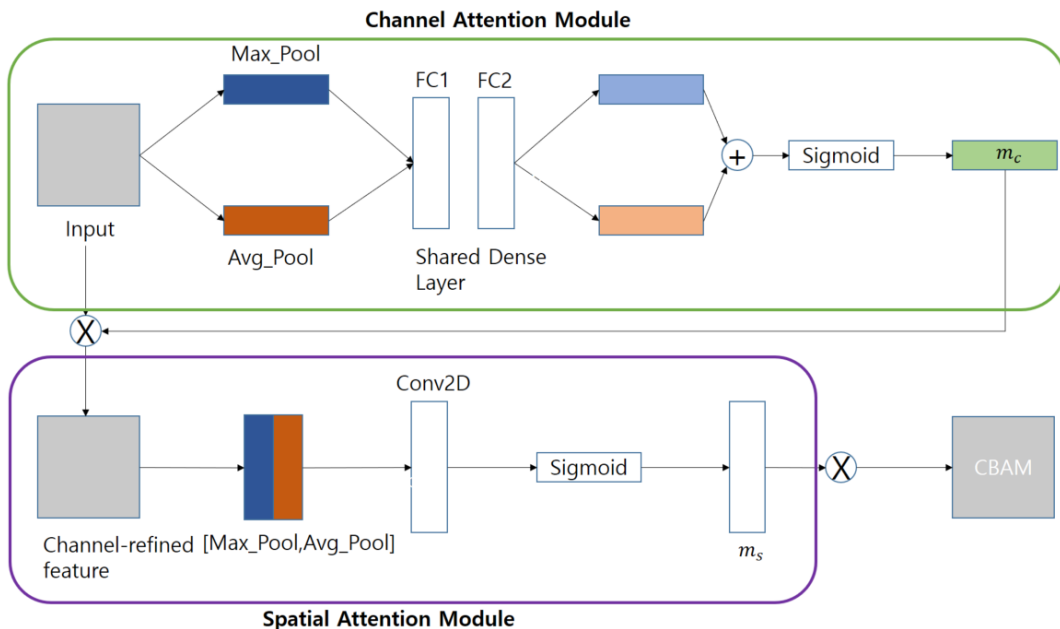 Channel Attention Module
Max_Pool
FC1
FC2
Input
Avg_Pool
Shared Dense
Layer
+
Sigmoid
m_c
X
Conv2D
Channel-refined
feature
[Max_Pool,Avg_Pool]
Sigmoid
m_s
X
CBAM
Spatial Attention Module